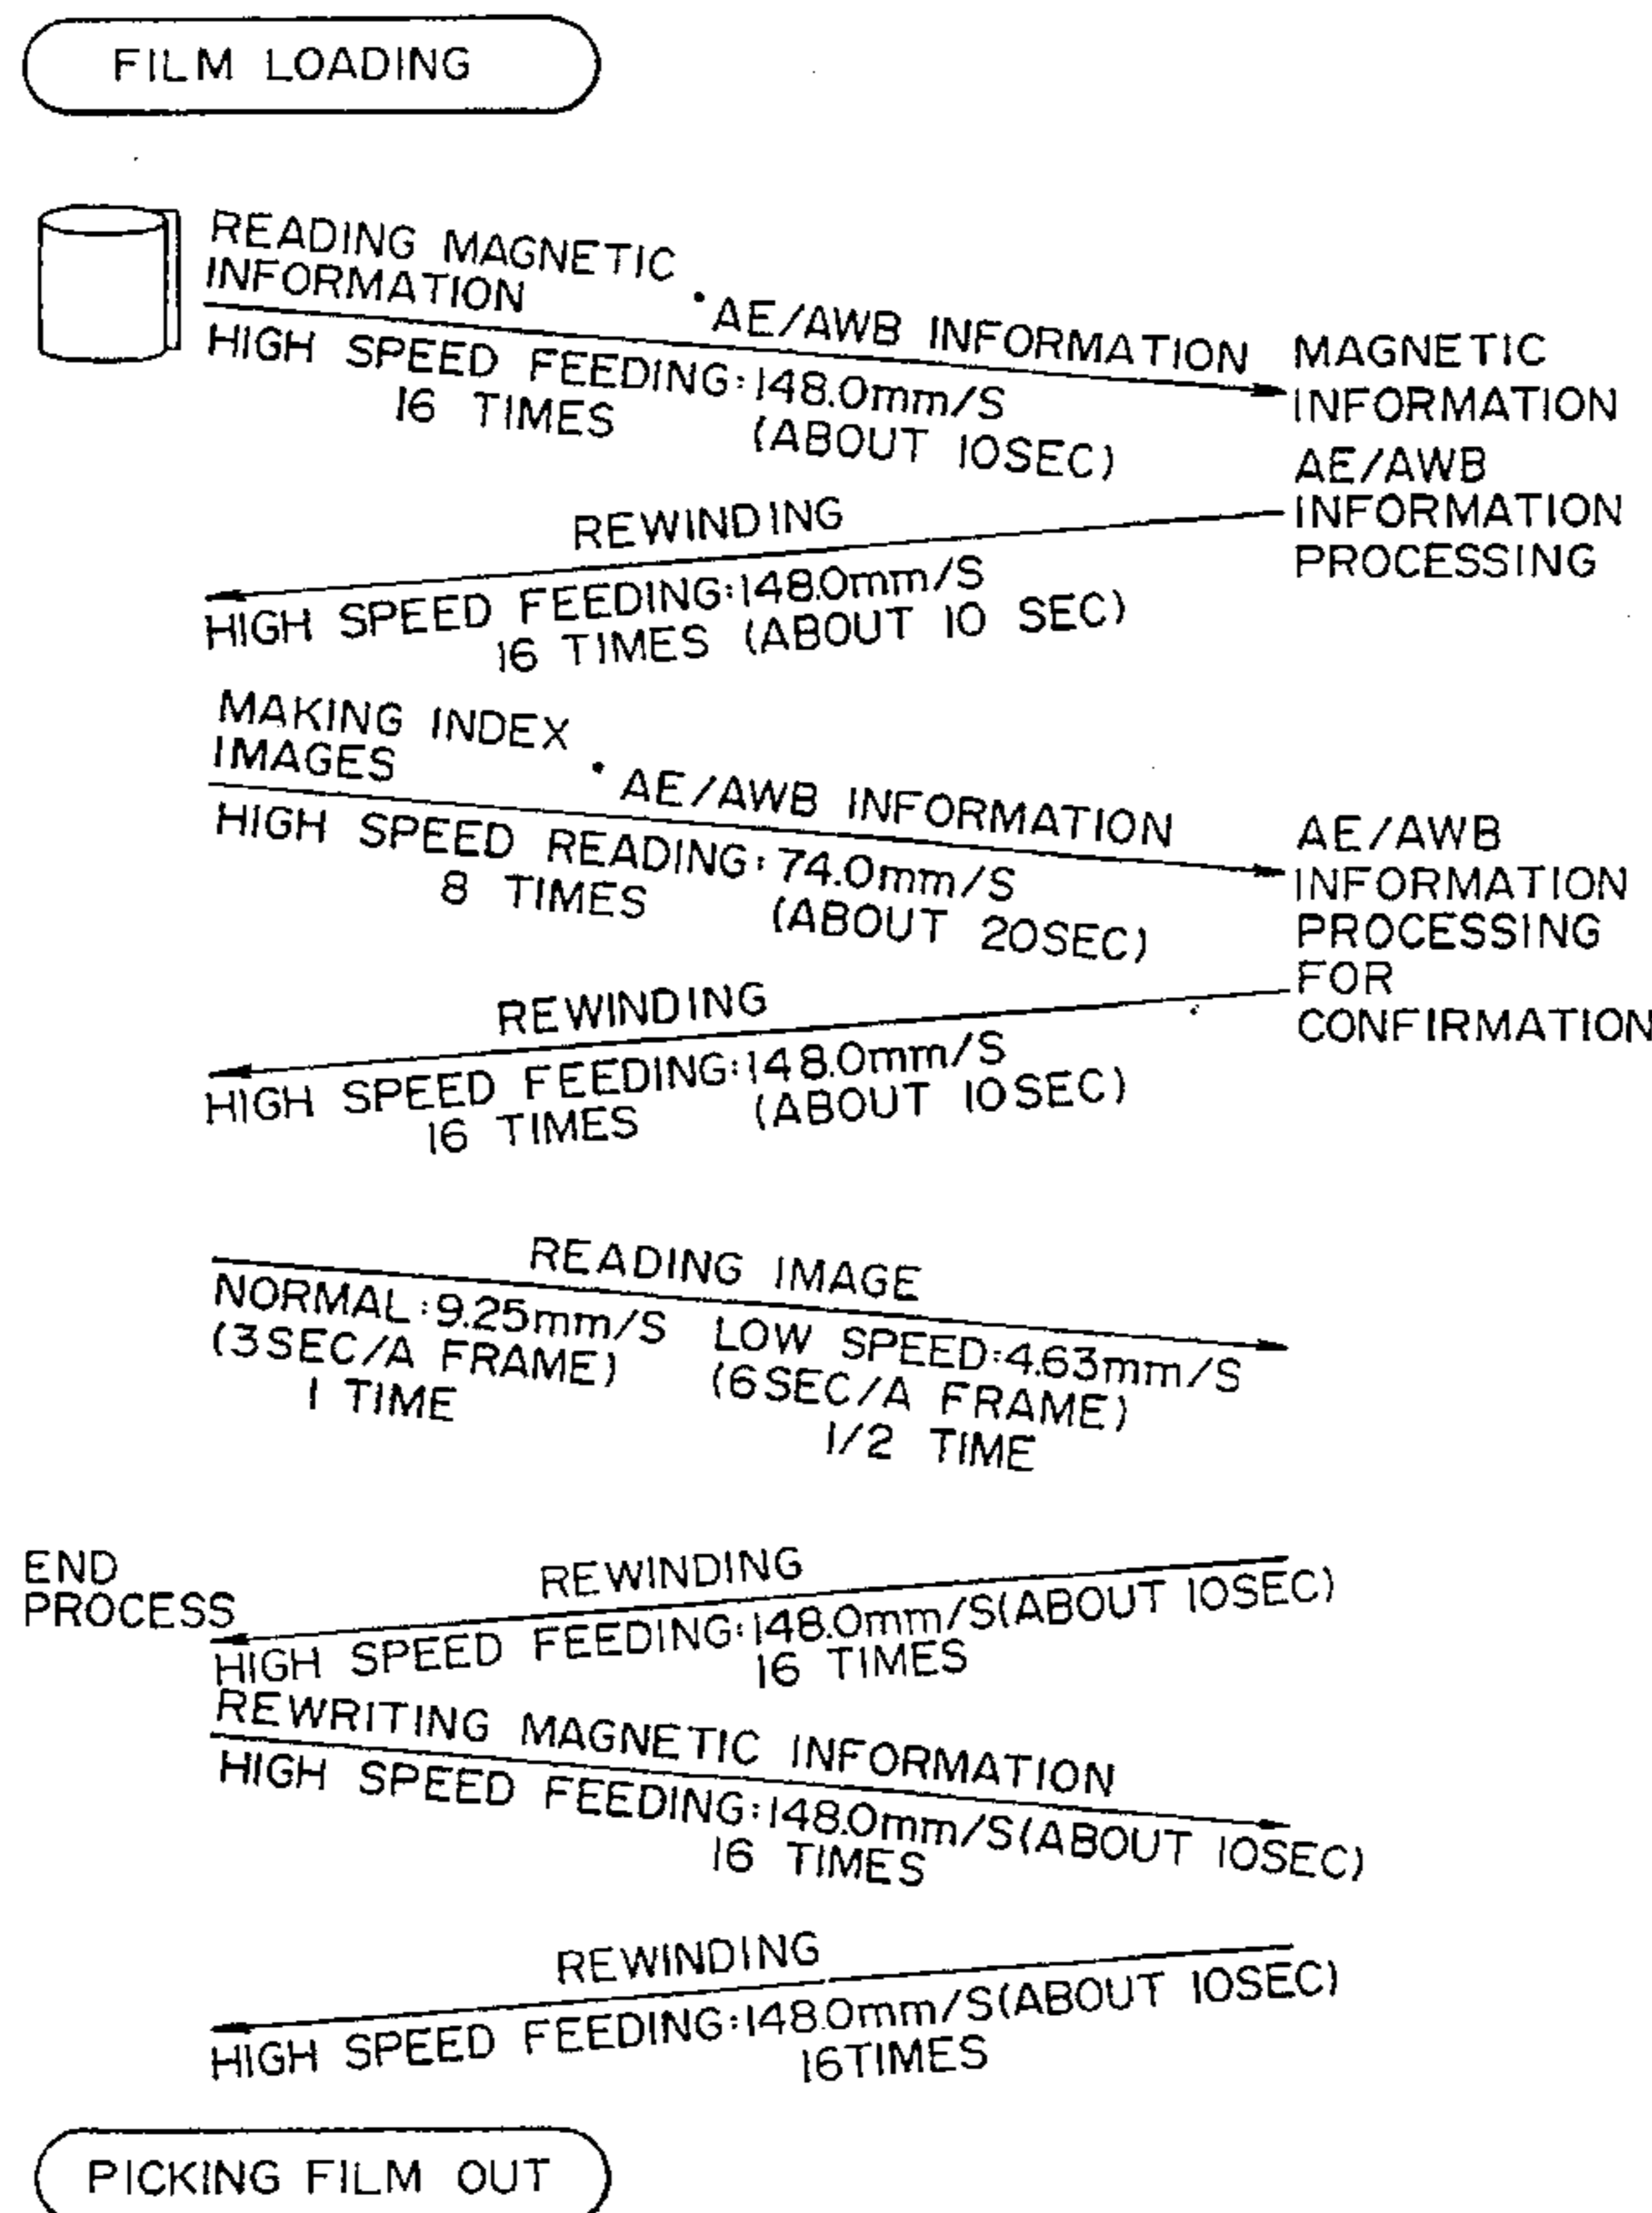 FILM LOADING
READING MAGNETIC
INFORMATION
• AE/AWB INFORMATION
HIGH SPEED FEEDING:148.0mm/S
16 TIMES (ABOUT 10SEC)
MAGNETIC
INFORMATION
AE/AWB
INFORMATION
PROCESSING
REWINDING
HIGH SPEED FEEDING:148.0mm/S
16 TIMES (ABOUT 10 SEC)
MAKING INDEX
IMAGES
• AE/AWB INFORMATION
HIGH SPEED READING:74.0mm/S
8 TIMES (ABOUT 20SEC)
AE/AWB
INFORMATION
PROCESSING
FOR
CONFIRMATION
REWINDING
HIGH SPEED FEEDING:148.0mm/S
16 TIMES (ABOUT 10SEC)
READING IMAGE
NORMAL:9.25mm/S
(3SEC/A FRAME)
1 TIME
LOW SPEED:4.63mm/S
(6SEC/A FRAME)
1/2 TIME
END
PROCESS
REWINDING
HIGH SPEED FEEDING:148.0mm/S(ABOUT 10SEC)
16 TIMES
REWRITING MAGNETIC INFORMATION
HIGH SPEED FEEDING:148.0mm/S(ABOUT 10SEC)
16 TIMES
REWINDING
HIGH SPEED FEEDING:148.0mm/S(ABOUT 10SEC)
16TIMES
PICKING FILM OUT